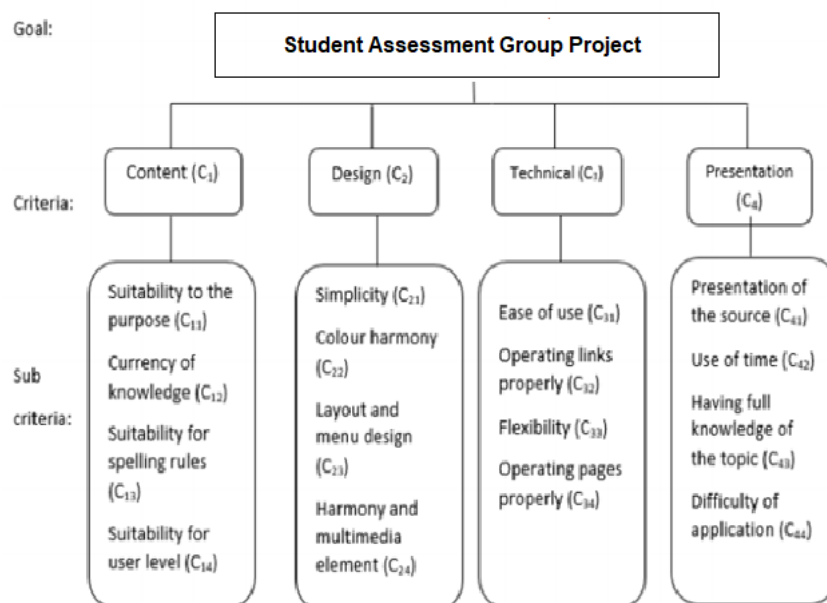 Goal:
Student Assessment Group Project
Criteria:
Content (C₁)
Design (C₂)
Technical (C₃)
Presentation
(C₄)
Sub
criteria:
Suitability to the
purpose (C₁₁)
Currency of
knowledge (C₁₂)
Suitability for
spelling rules
(C₁₃)
Suitability for
user level (C₁₄)
Simplicity (C₂₁)
Colour harmony
(C₂₂)
Layout and
menu design
(C₂₃)
Harmony and
multimedia
element (C₂₄)
Ease of use (C₃₁)
Operating links
properly (C₃₂)
Flexibility (C₃₃)
Operating pages
properly (C₃₄)
Presentation of
the source (C₄₁)
Use of time (C₄₂)
Having full
knowledge of
the topic (C₄₃)
Difficulty of
application (C₄₄)